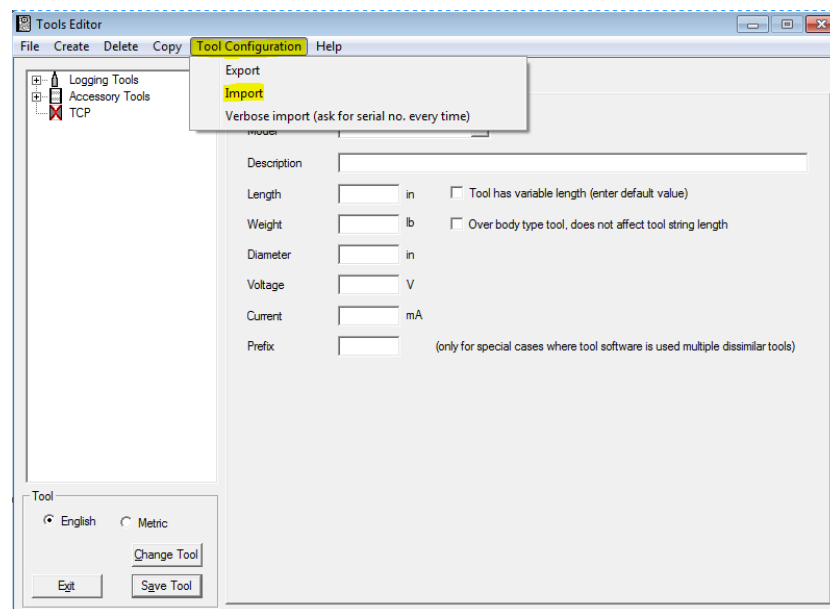 Tools Editor
File Create Delete Copy Tool Configuration Help
Export
Import
Verbose import (ask for serial no. every time)
Logging Tools
Accessory Tools
TCP
Model
Description
Length in Tool has variable length (enter default value)
Weight lb Over body type tool, does not affect tool string length
Diameter in
Voltage V
Current mA
Prefix (only for special cases where tool software is used multiple dissimilar tools)
Tool
English Metric
Change Tool
Exit Save Tool